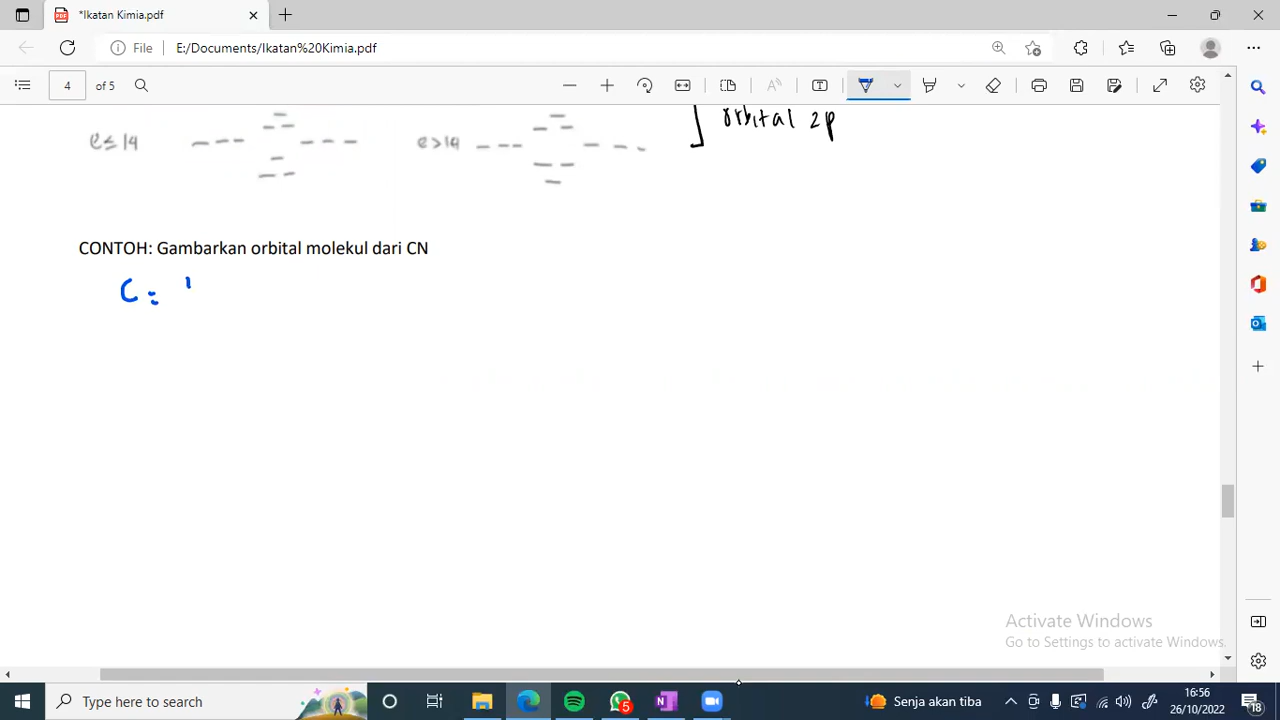 *Ikatan Kimia.pdf
File E:/Documents/Ikatan%20Kimia.pdf
4 of 5
orbital 2p
e≤14 e>14
CONTOH: Gambarkan orbital molekul dari CN
C =
Activate Windows
Go to Settings to activate Windows.
Type here to search
5
Senja akan tiba
16:56
26/10/2022
18